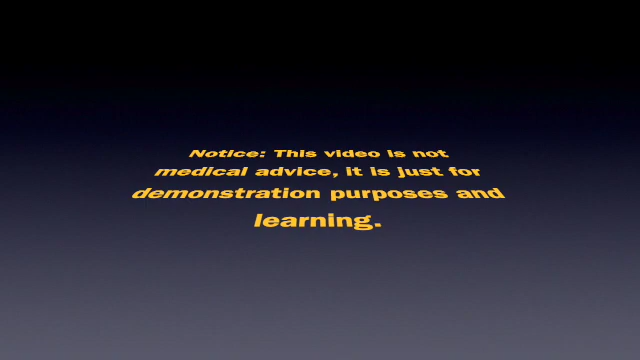 Notice: This video is not
medical advice, it is just for
demonstration purposes and
learning.